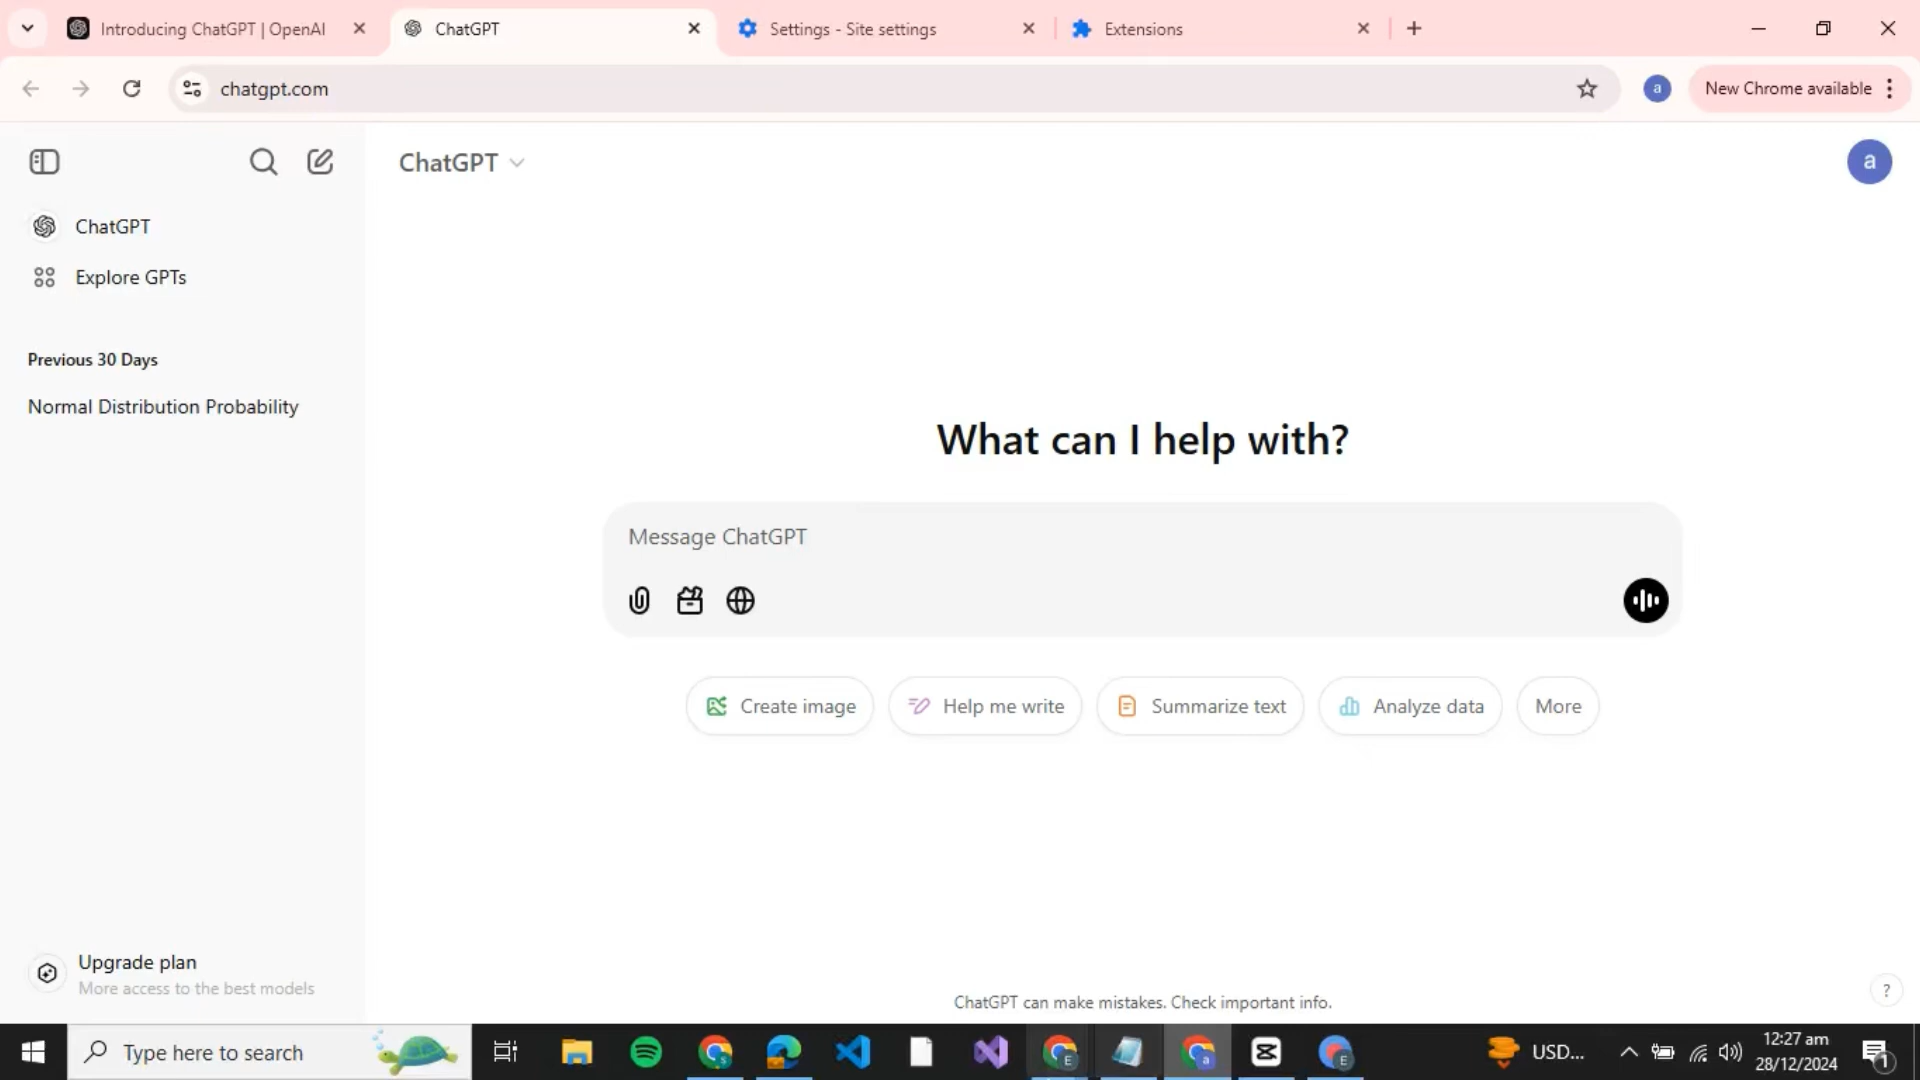 Introducing ChatGPT | OpenAI
ChatGPT
Settings - Site settings
Extensions
chatgpt.com
a
New Chrome available
ChatGPT
a
ChatGPT
Explore GPTs
Previous 30 Days
Normal Distribution Probability
What can I help with?
Message ChatGPT
Create image
Help me write
Summarize text
Analyze data
More
Upgrade plan
More access to the best models
ChatGPT can make mistakes. Check important info.
?
Type here to search
USD...
12:27 am
28/12/2024
1